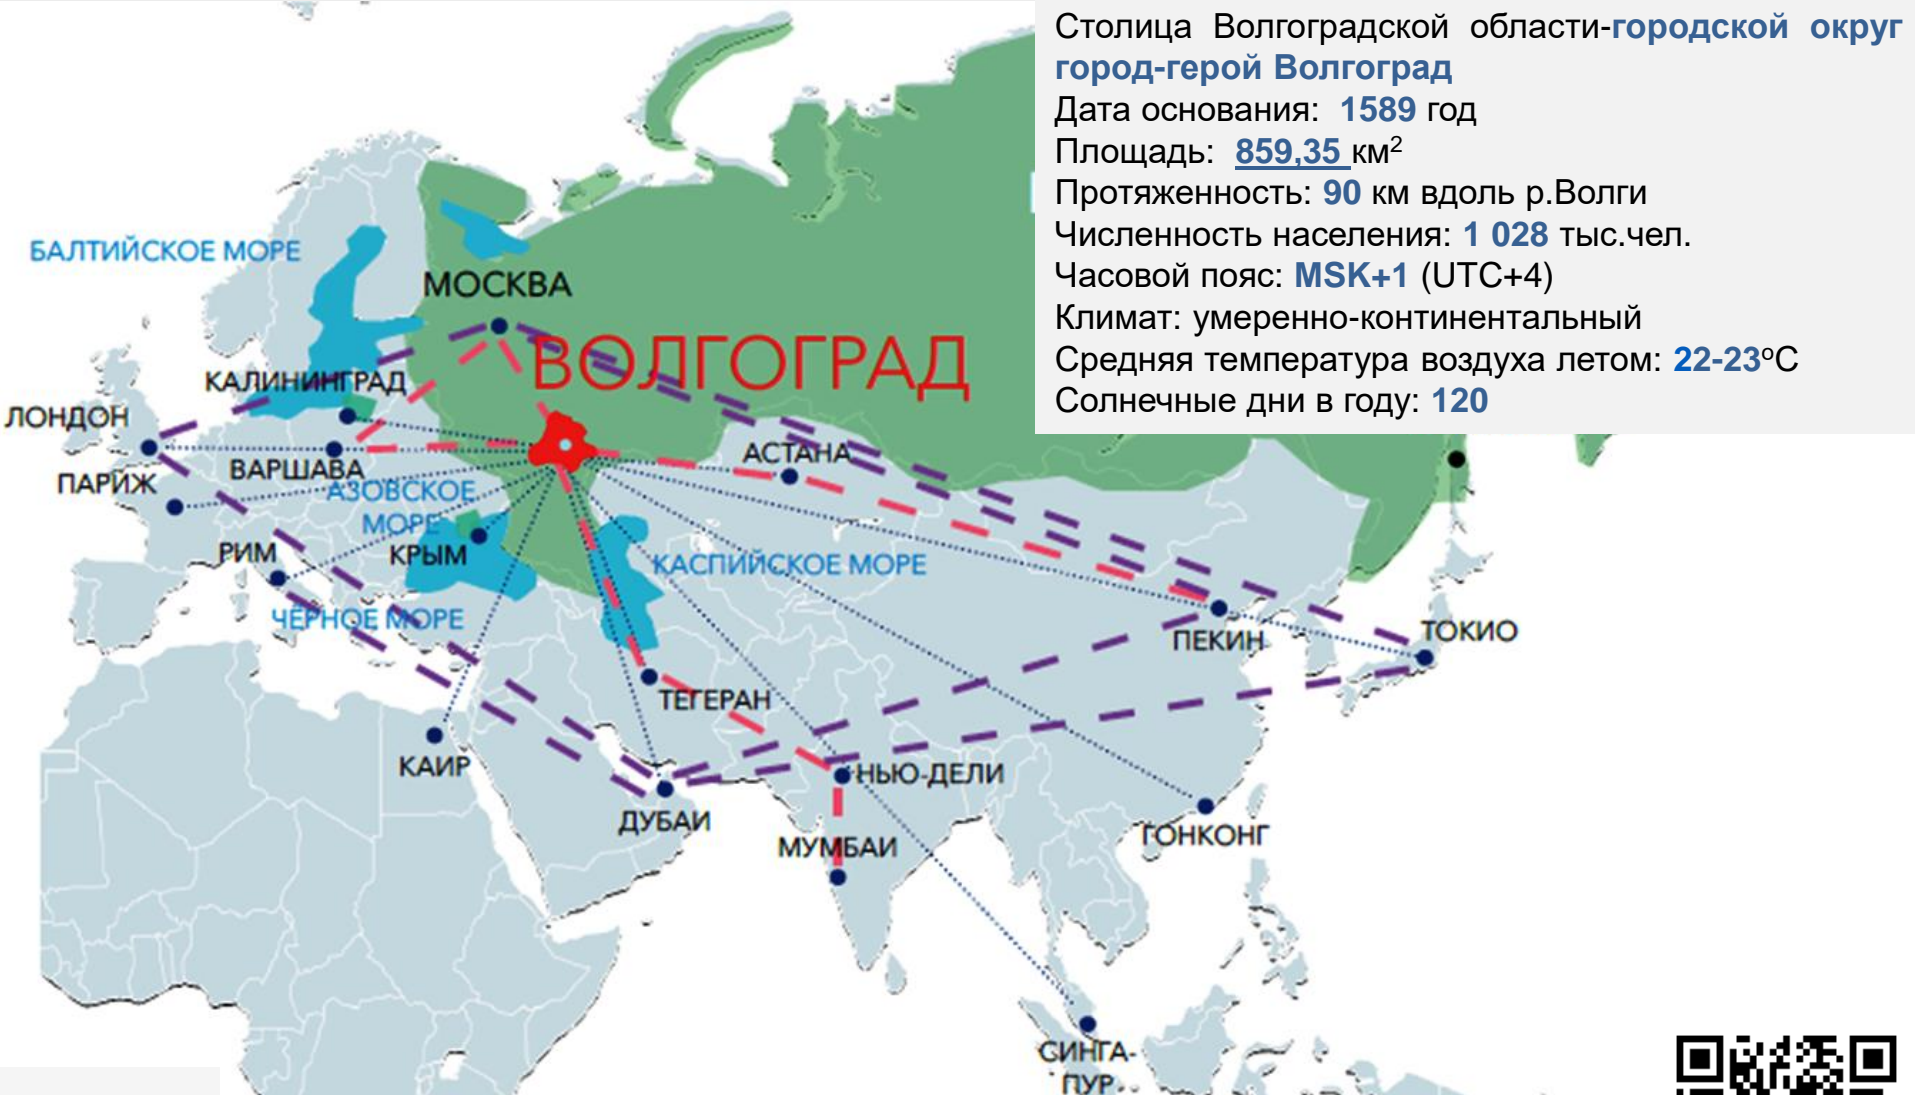 Столица Волгоградской области-городской округ
город-герой Волгоград
Дата основания: 1589 год
Площадь: 859,35 км²
Протяженность: 90 км вдоль р.Волги
Численность населения: 1 028 тыс.чел.
Часовой пояс: MSK+1 (UTC+4)
Климат: умеренно-континентальный
Средняя температура воздуха летом: 22-23ºС
Солнечные дни в году: 120
БАЛТИЙСКОЕ МОРЕ
МОСКВА
ВОЛГОГРАД
КАЛИНИНГРАД
ЛОНДОН
ВАРШАВА
АСТАНА
ПАРИЖ
АЗОВСКОЕ
МОРЕ
РИМ
КРЫМ
КАСПИЙСКОЕ МОРЕ
ЧЁРНОЕ МОРЕ
ПЕКИН
ТОКИО
ТЕГЕРАН
КАИР
НЬЮ-ДЕЛИ
ДУБАИ
МУМБАИ
ГОНКОНГ
СИНГА-
ПУР